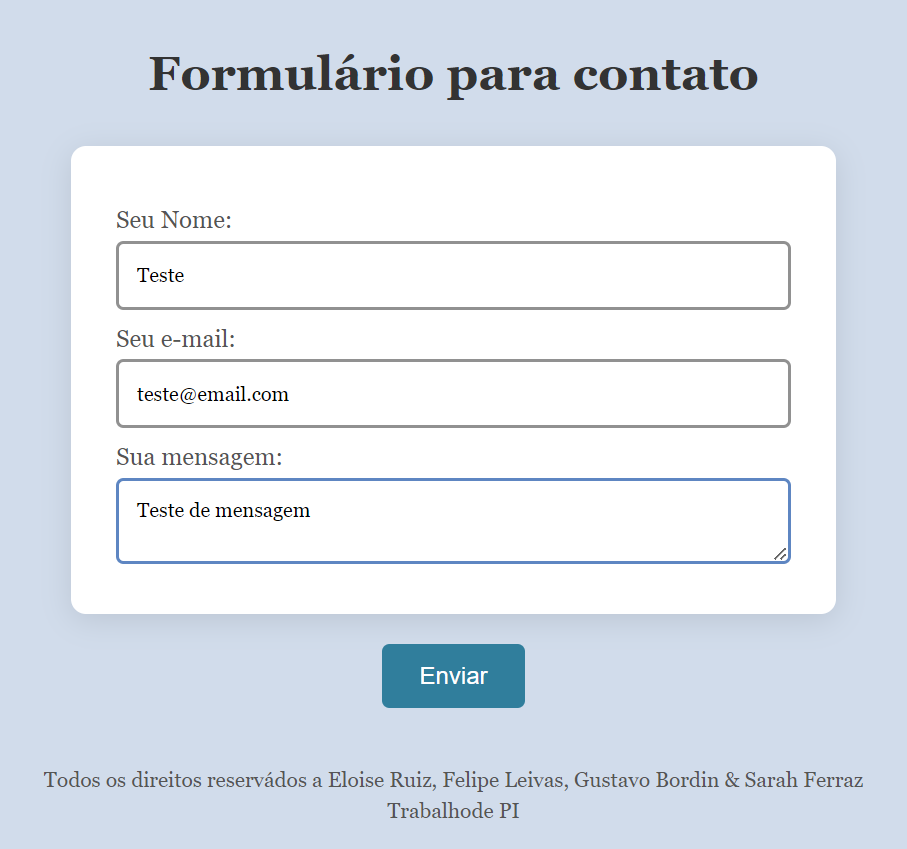 Formulário para contato
Seu Nome:
Teste
Seu e-mail:
teste@email.com
Sua mensagem:
Teste de mensagem
Enviar
Todos os direitos reservádos a Eloise Ruiz, Felipe Leivas, Gustavo Bordin & Sarah Ferraz
Trabalhode PI